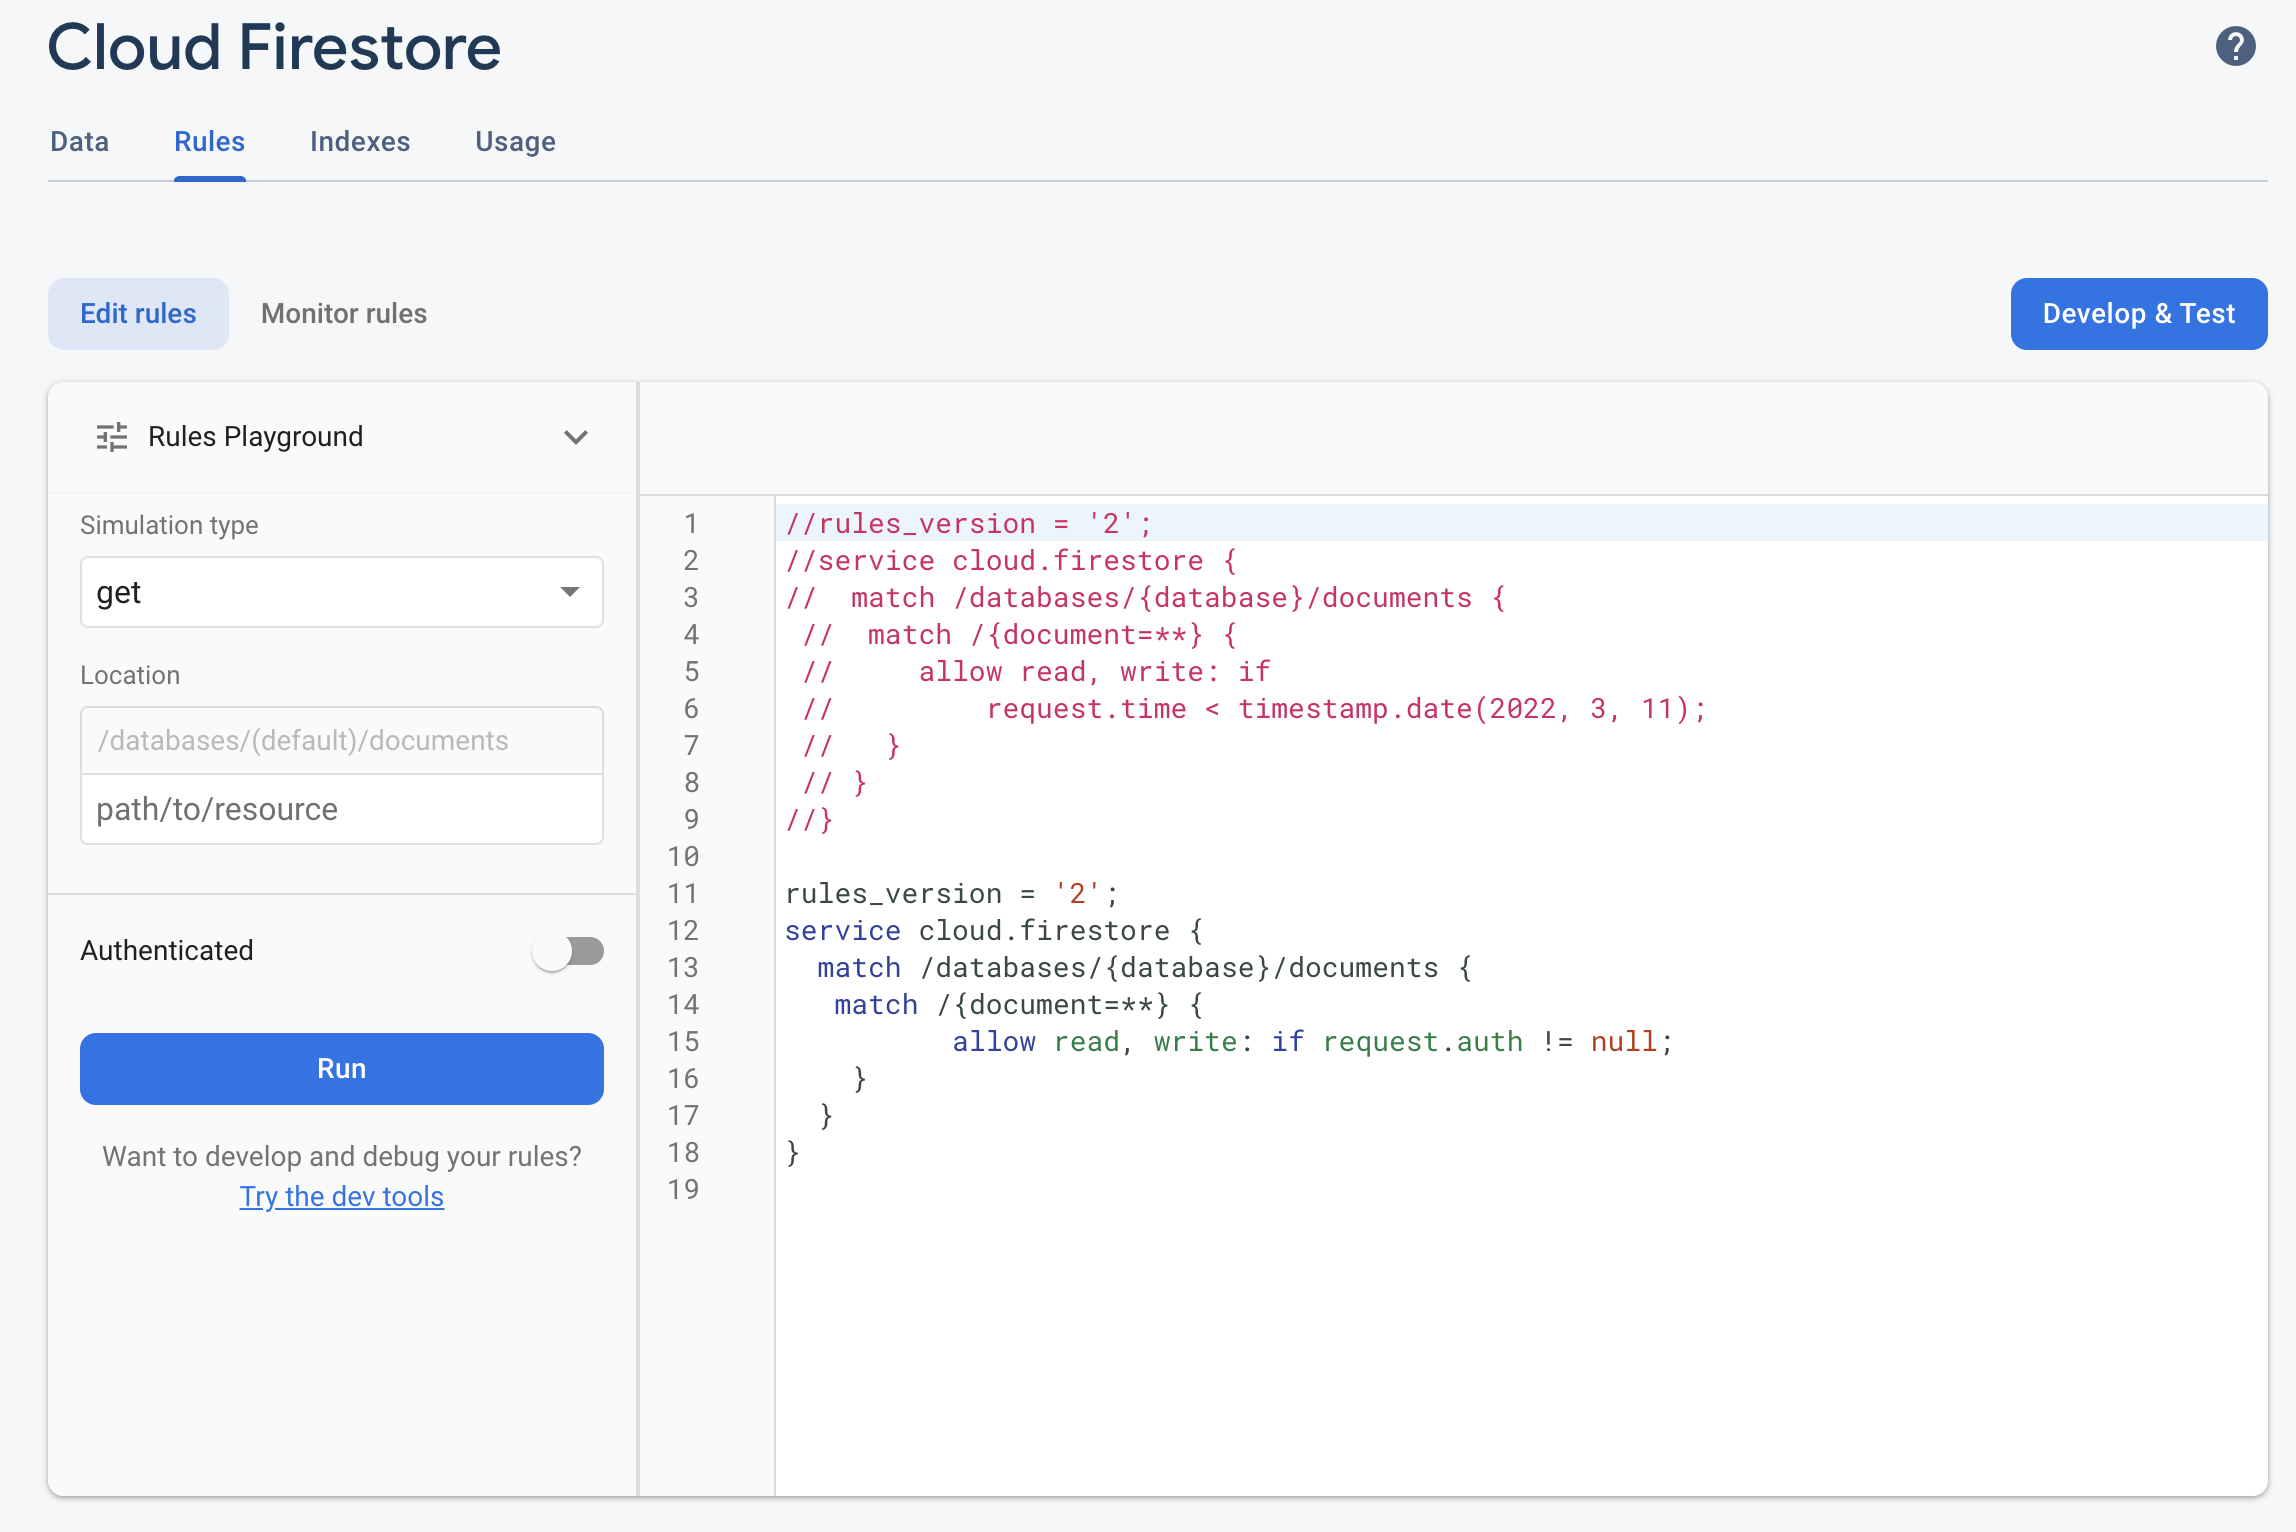 Cloud Firestore
Data Rules Indexes Usage
Edit rules Monitor rules Develop & Test
Rules Playground
Simulation type
get
Location
/databases/(default)/documents
path/to/resource
Authenticated
Run
Want to develop and debug your rules?
Try the dev tools
1 //rules_version = '2';
2 //service cloud.firestore {
3 //  match /databases/{database}/documents {
4  //  match /{document=**} {
5  //     allow read, write: if
6  //         request.time < timestamp.date(2022, 3, 11);
7  //   }
8  // }
9 //}
10
11 rules_version = '2';
12 service cloud.firestore {
13   match /databases/{database}/documents {
14    match /{document=**} {
15           allow read, write: if request.auth != null;
16     }
17   }
18 }
19